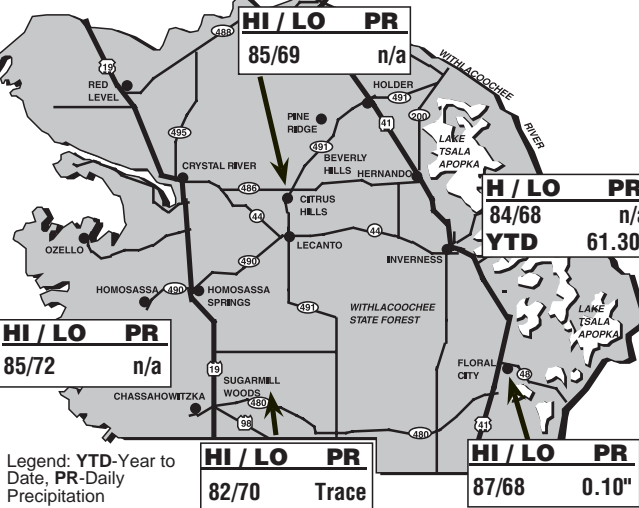 HI / LO PR
85/69 n/a
488
19
RED
LEVEL
WITHLACOOCHEE
RIVER
HOLDER
491
PINE
RIDGE
41
200
495
LAKE
TSALA
APOPKA
491
BEVERLY
HILLS
CRYSTAL RIVER
HERNANDO
486
CITRUS
HILLS
H / LO PR
84/68 n/a
YTD 61.30
44
44
OZELLO
LECANTO
INVERNESS
490
HOMOSASSA
490
HOMOSASSA
SPRINGS
491
WITHLACOOCHEE
STATE FOREST
LAKE
TSALA
APOPKA
HI / LO PR
85/72 n/a
19
FLORAL
CITY
48
SUGARMILL
WOODS
CHASSAHOWITZKA
480
98
480
41
HI / LO PR
82/70 Trace
HI / LO PR
87/68 0.10"
Legend: YTD-Year to
Date, PR-Daily
Precipitation